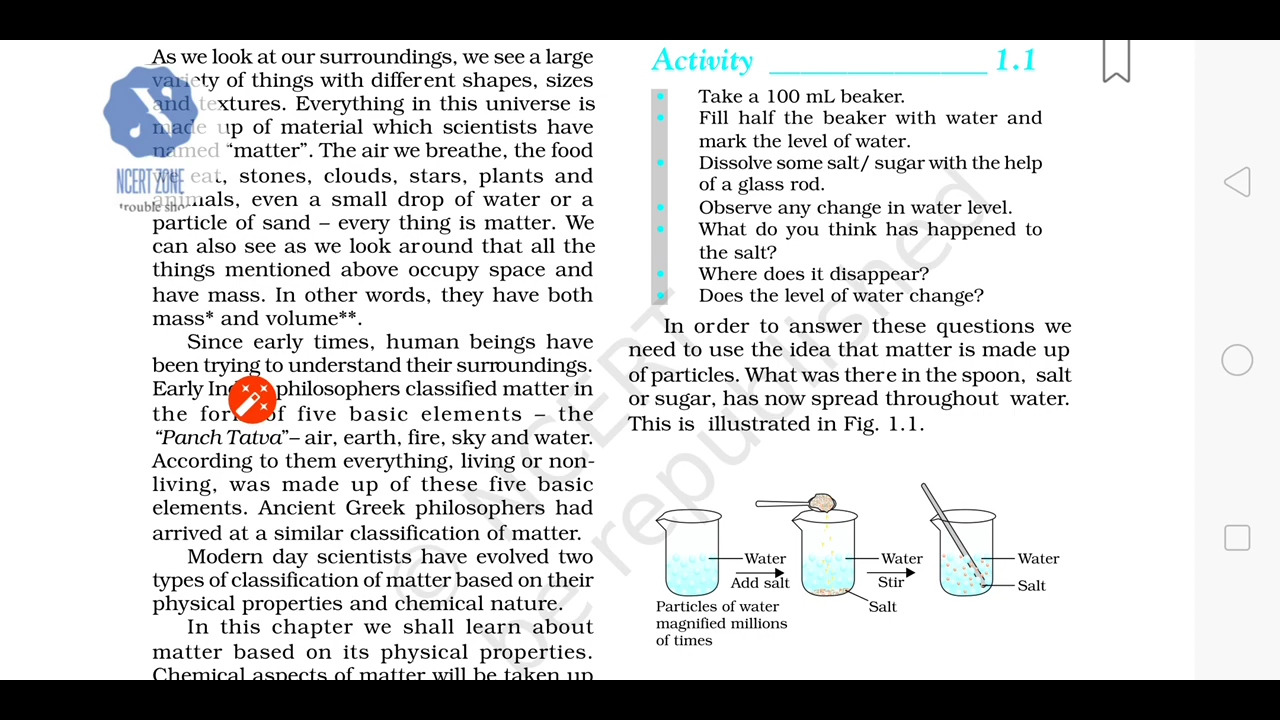 As we look at our surroundings, we see a large
variety of things with different shapes, sizes
and textures. Everything in this universe is
made up of material which scientists have
named “matter”. The air we breathe, the food
we eat, stones, clouds, stars, plants and
animals, even a small drop of water or a
particle of sand – every thing is matter. We
can also see as we look around that all the
things mentioned above occupy space and
have mass. In other words, they have both
mass* and volume**.
Since early times, human beings have
been trying to understand their surroundings.
Early philosophers classified matter in
the of five basic elements – the
“Panch Tatva”– air, earth, fire, sky and water.
According to them everything, living or non-
living, was made up of these five basic
elements. Ancient Greek philosophers had
arrived at a similar classification of matter.
Modern day scientists have evolved two
types of classification of matter based on their
physical properties and chemical nature.
In this chapter we shall learn about
matter based on its physical properties.
Chemical aspects of matter will be taken up
NCERT ZONE
trouble
Activity 1.1
• Take a 100 mL beaker.
• Fill half the beaker with water and
mark the level of water.
• Dissolve some salt/ sugar with the help
of a glass rod.
• Observe any change in water level.
• What do you think has happened to
the salt?
• Where does it disappear?
• Does the level of water change?
In order to answer these questions we
need to use the idea that matter is made up
of particles. What was there in the spoon, salt
or sugar, has now spread throughout water.
This is illustrated in Fig. 1.1.
Water
Add salt
Particles of water
magnified millions
of times
Water
Stir
Salt
Water
Salt
© NCERT
be republished